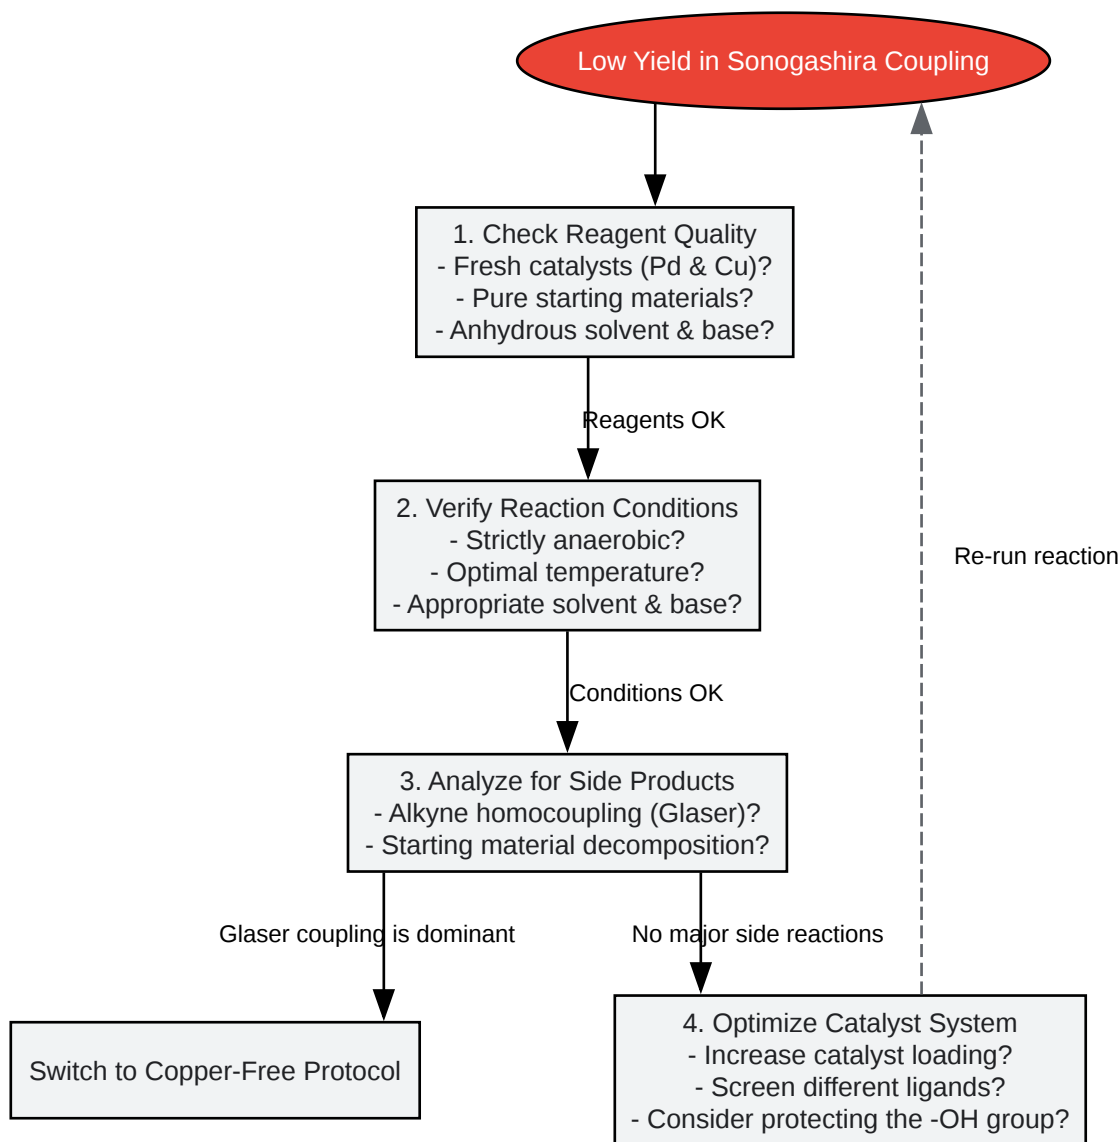 Low Yield in Sonogashira Coupling
1. Check Reagent Quality
- Fresh catalysts (Pd & Cu)?
- Pure starting materials?
- Anhydrous solvent & base?
Reagents OK
2. Verify Reaction Conditions
- Strictly anaerobic?
- Optimal temperature?
- Appropriate solvent & base?
Re-run reaction
Conditions OK
3. Analyze for Side Products
- Alkyne homocoupling (Glaser)?
- Starting material decomposition?
Glaser coupling is dominant
No major side reactions
Switch to Copper-Free Protocol
4. Optimize Catalyst System
- Increase catalyst loading?
- Screen different ligands?
- Consider protecting the -OH group?